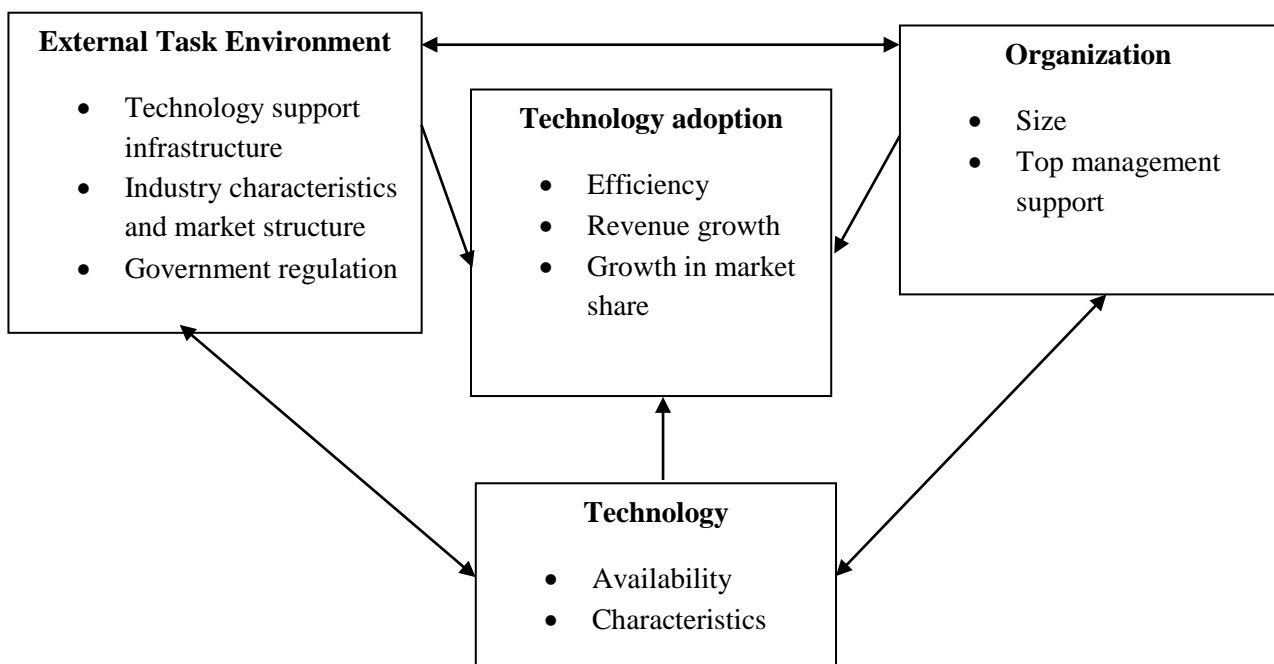 External Task Environment
• Technology support
infrastructure
• Industry characteristics
and market structure
• Government regulation
Technology adoption
• Efficiency
• Revenue growth
• Growth in market
share
Organization
• Size
• Top management
support
Technology
• Availability
• Characteristics